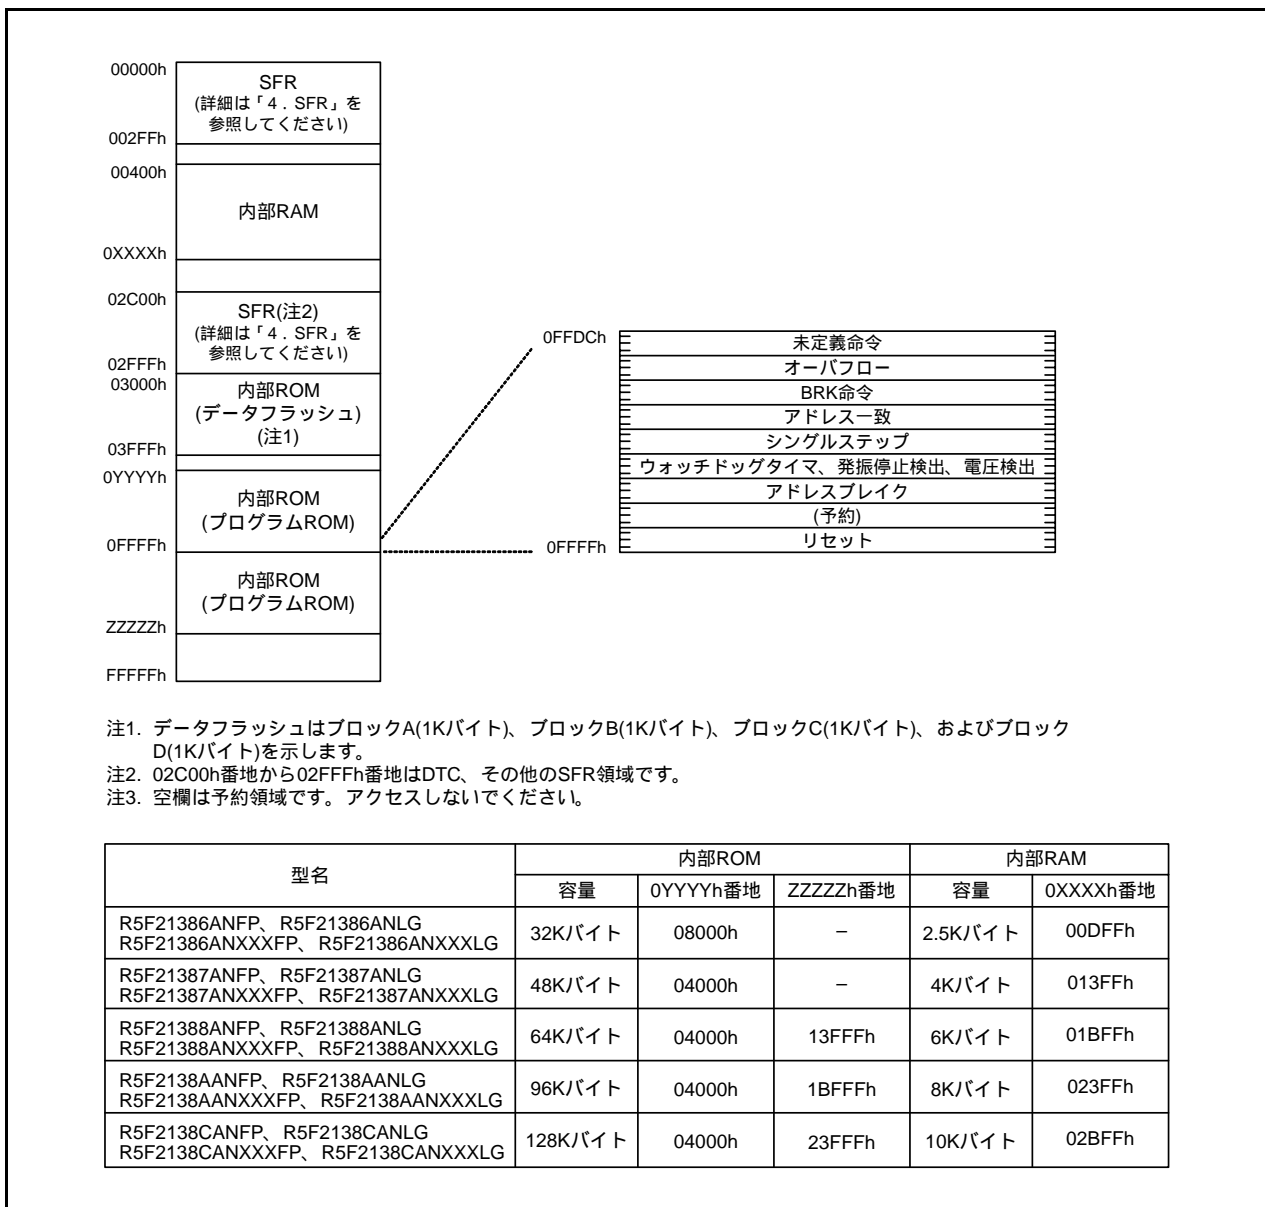 00000h
SFR
(詳細は「4．SFR」を
参照してください)
002FFh
00400h
内部RAM
0XXXXh
02C00h
SFR(注2)
(詳細は「4．SFR」を
参照してください)
02FFFh
03000h
内部ROM
(データフラッシュ)
(注1)
03FFFh
0YYYYh
内部ROM
(プログラムROM)
0FFFFh
内部ROM
(プログラムROM)
ZZZZZh
FFFFFh
0FFDCh
未定義命令
オーバフロー
BRK命令
アドレス一致
シングルステップ
ウォッチドッグタイマ、発振停止検出、電圧検出
アドレスブレイク
(予約)
リセット
0FFFFh
注1. データフラッシュはブロックA(1Kバイト)、ブロックB(1Kバイト)、ブロックC(1Kバイト)、およびブロック
D(1Kバイト)を示します。
注2. 02C00h番地から02FFFh番地はDTC、その他のSFR領域です。
注3. 空欄は予約領域です。アクセスしないでください。
型名 内部ROM 内部RAM
容量 0YYYYh番地 ZZZZZh番地 容量 0XXXXh番地
R5F21386ANFP、R5F21386ANLG
R5F21386ANXXXFP、R5F21386ANXXXLG 32Kバイト 08000h － 2.5Kバイト 00DFFh
R5F21387ANFP、R5F21387ANLG
R5F21387ANXXXFP、R5F21387ANXXXLG 48Kバイト 04000h － 4Kバイト 013FFh
R5F21388ANFP、R5F21388ANLG
R5F21388ANXXXFP、R5F21388ANXXXLG 64Kバイト 04000h 13FFFh 6Kバイト 01BFFh
R5F2138AANFP、R5F2138AANLG
R5F2138AANXXXFP、R5F2138AANXXXLG 96Kバイト 04000h 1BFFFh 8Kバイト 023FFh
R5F2138CANFP、R5F2138CANLG
R5F2138CANXXXFP、R5F2138CANXXXLG 128Kバイト 04000h 23FFFh 10Kバイト 02BFFh